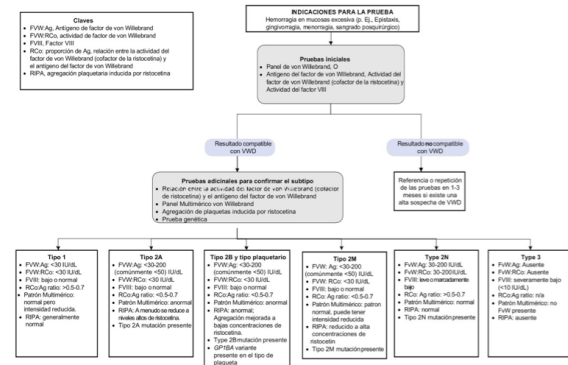 Claves
• FVW:Ag, Antígeno de factor de von Willebrand
• FVW:RCo, actividad de factor de von Willebrand
• FVIII, Factor VIII
• RCo: proporción de Ag, relación entre la actividad del
factor de von Willebrand (cofactor de la ristocetina) y
el antígeno del factor de von Willebrand
• RIPA, agregación plaquetaria inducida por ristocetina
INDICACIONES PARA LA PRUEBA
Hemorragia en mucosas excesiva (p. Ej., Epistaxis,
gingivorragia, menorragia, sangrado posquirúrgico)
Pruebas iniciales
• Panel de von Willebrand, O
• Antígeno del factor de von Willebrand, Actividad del
factor de von Willebrand (cofactor de la ristocetina) y
Actividad del factor VIII
Resultado compatible
con VWD
Resultado no compatible
con VWD
Pruebas adicinales para confirmar el subtipo
• Relación entre la actividad del factor de von Willebrand (cofactor
de ristocetina) y el antígeno del factor de von Willebrand
• Panel Multimérico von Willebrand
• Agregación de plaquetas inducida por ristocetina
• Prueba genética
Referencia o repetición
de las pruebas en 1-3
meses si existe una
alta sospecha de VWD
Tipo 1
• FVW:Ag: <30 IU/dL
• FVW:RCo: <30 IU/dL
• FVIII: bajo o normal
• RCo:Ag ratio: >0.5-0.7
• Patrón Multimérico:
normal pero
intensidad reducida.
• RIPA: generalmente
normal
Tipo 2A
• FVW:Ag: <30-200
(comúnmente <50) IU/dL
• FVW:RCo: <30 IU/dL
• FVIII: bajo o normal
• RCo:Ag ratio: <0.5-0.7
• Patrón Multimérico: anormal
• RIPA: A menudo se reduce a
niveles altos de ristocetina.
• Tipo 2A mutación presente
Tipo 2B y tipo plaquetario
• FVW:Ag: <30-200
(comúnmente <50) IU/dL
• FVW:RCo: <30 IU/dL
• FVIII: bajo o normal
• RCo:Ag ratio: <0.5-0.7
• Patrón Multimérico: anormal
• RIPA: anormal;
Agregación mejorada a
bajas concentraciones de
ristocetina.
• Type 2Bmutación presente
• GP1BA variante
presente en el tipo de
plaqueta
Tipo 2M
• FVW: Ag: <30-200
(comúnmente <50) IU/dL
• FVW:RCo: <30 IU/dL
• FVIII: bajo o normal
• RCo: Ag ratio: <0.5-0.7
• Patrón Multimérico: patron
normal, puede tener
intensidad reducida
• RIPA: reducido a alto
concentraciones de
ristocetin
• Tipo 2M mutación presente
Type 2N
• FVW:Ag: 30-200 IU/dL
• FVW:RCo: 30-200 IU/dL
• FVIII: leve o marcadamente
bajo
• RCo:Ag ratio: >0.5-0.7
• Patrón Multimérico: normal
• RIPA: normal
• Tipo 2N mutación presente
Type 3
• FVW:Ag: Ausente
• FVW:RCo: Ausente
• FVIII: severamente bajo
(<10 IU/dL)
• RCo:Ag ratio: n/a
• Patrón Multimérico: no
FvW presente
• RIPA: ausente